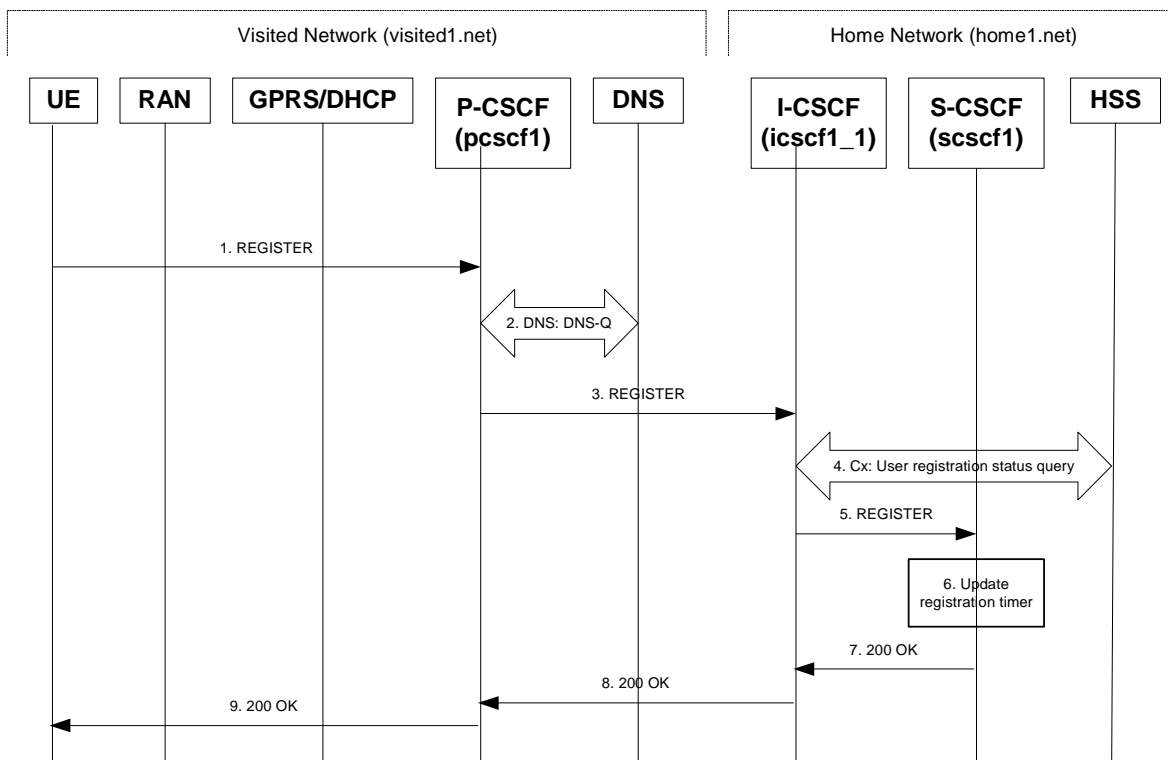 Visited Network (visited1.net)
Home Network (home1.net)
UE
RAN
GPRS/DHCP
P-CSCF
(pcscf1)
DNS
I-CSCF
(icscf1_1)
S-CSCF
(scscf1)
HSS
1. REGISTER
2. DNS: DNS-Q
3. REGISTER
4. Cx: User registration status query
5. REGISTER
6. Update
registration timer
7. 200 OK
8. 200 OK
9. 200 OK